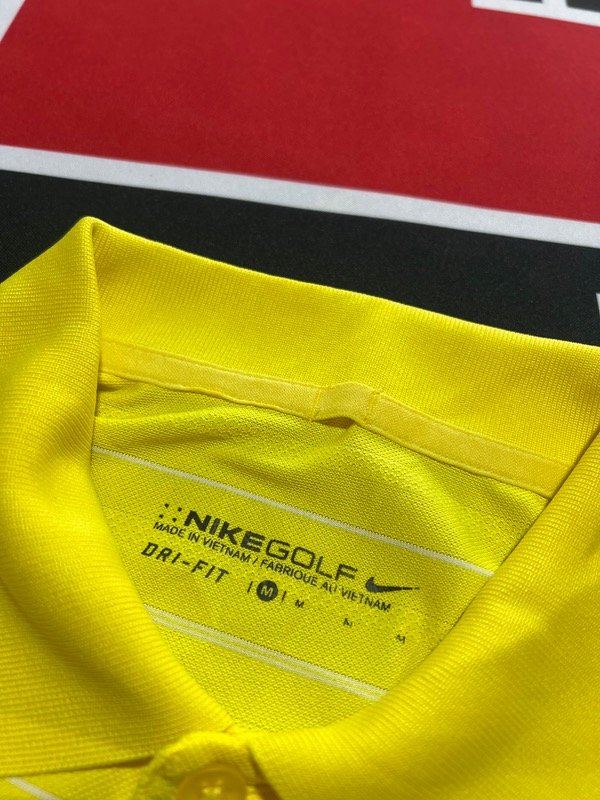 NIKEGOLF
MADE IN VIETNAM / FABRIQUE AU VIETNAM
DRI-FIT | M | M M M